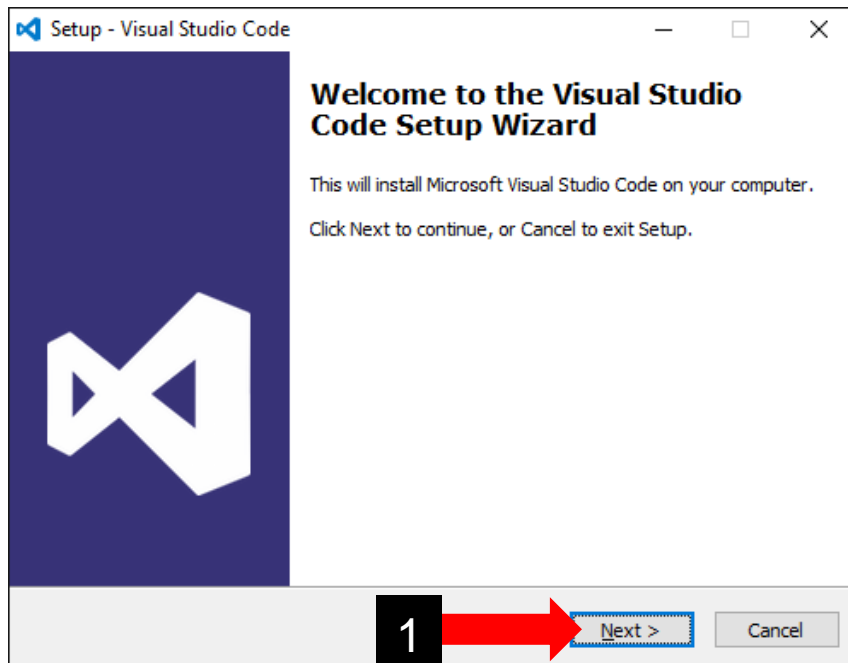 Setup - Visual Studio Code
Welcome to the Visual Studio
Code Setup Wizard
This will install Microsoft Visual Studio Code on your computer.
Click Next to continue, or Cancel to exit Setup.
1
Next >
Cancel